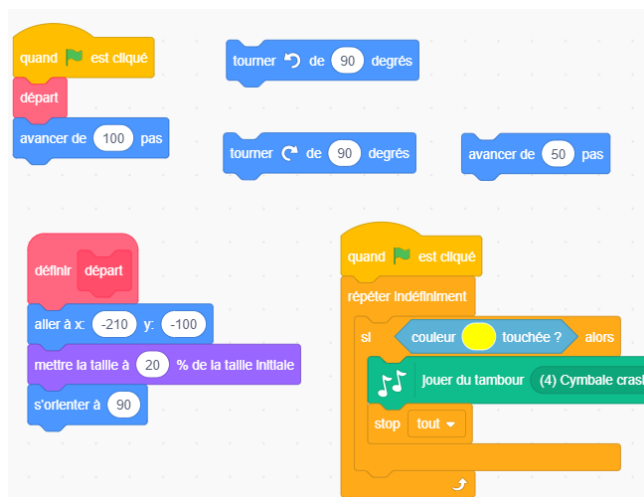 quand est cliqué
départ
avancer de 100 pas
tourner de 90 degrés
tourner de 90 degrés
avancer de 50 pas
définir départ
aller à x: -210 y: -100
mettre la taille à 20 % de la taille initiale
s'orienter à 90
quand est cliqué
répéter indéfiniment
si couleur touchée ? alors
jouer du tambour (4) Cymbale crash
stop tout